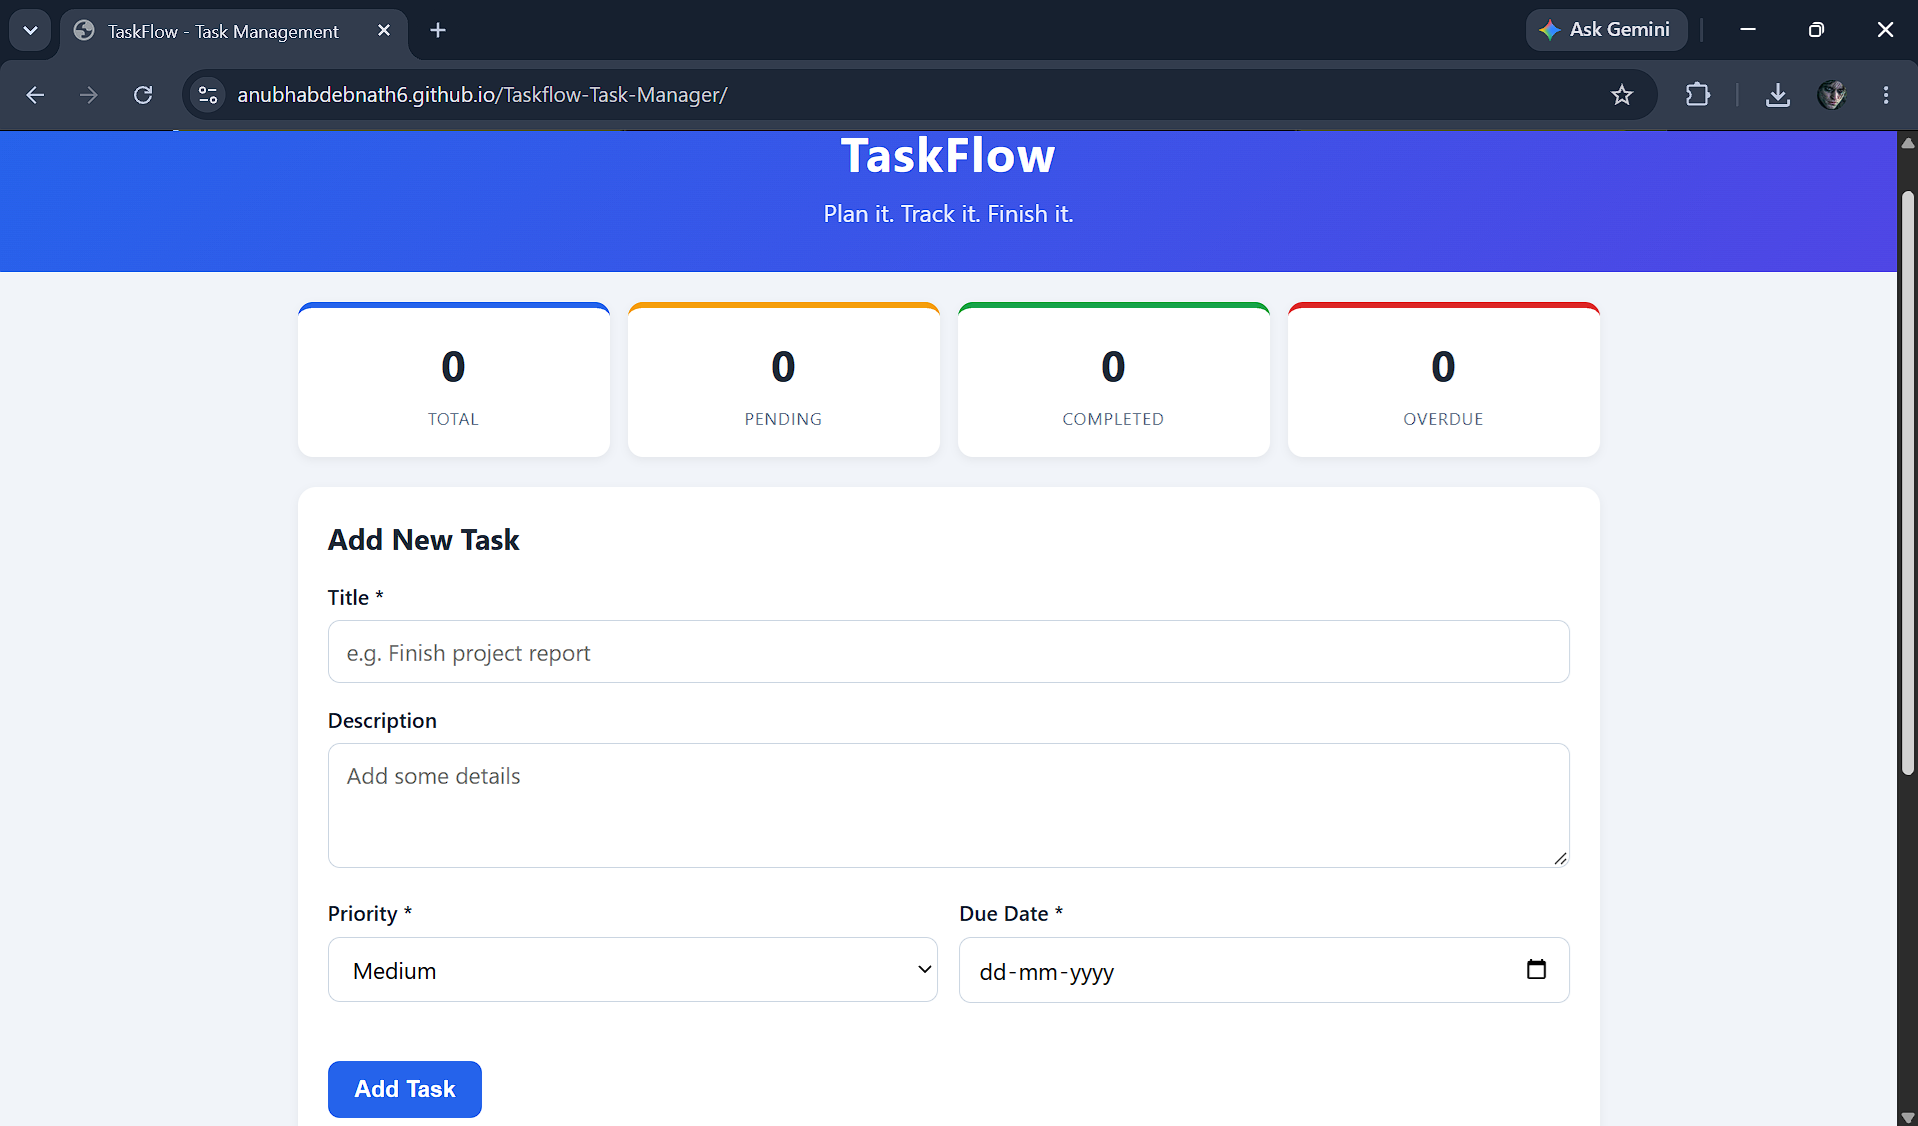 TaskFlow - Task Management
Ask Gemini
anubhabdebnath6.github.io/Taskflow-Task-Manager/
TaskFlow
Plan it. Track it. Finish it.
0
TOTAL
0
PENDING
0
COMPLETED
0
OVERDUE
Add New Task
Title *
e.g. Finish project report
Description
Add some details
Priority *
Medium
Due Date *
dd-mm-yyyy
Add Task